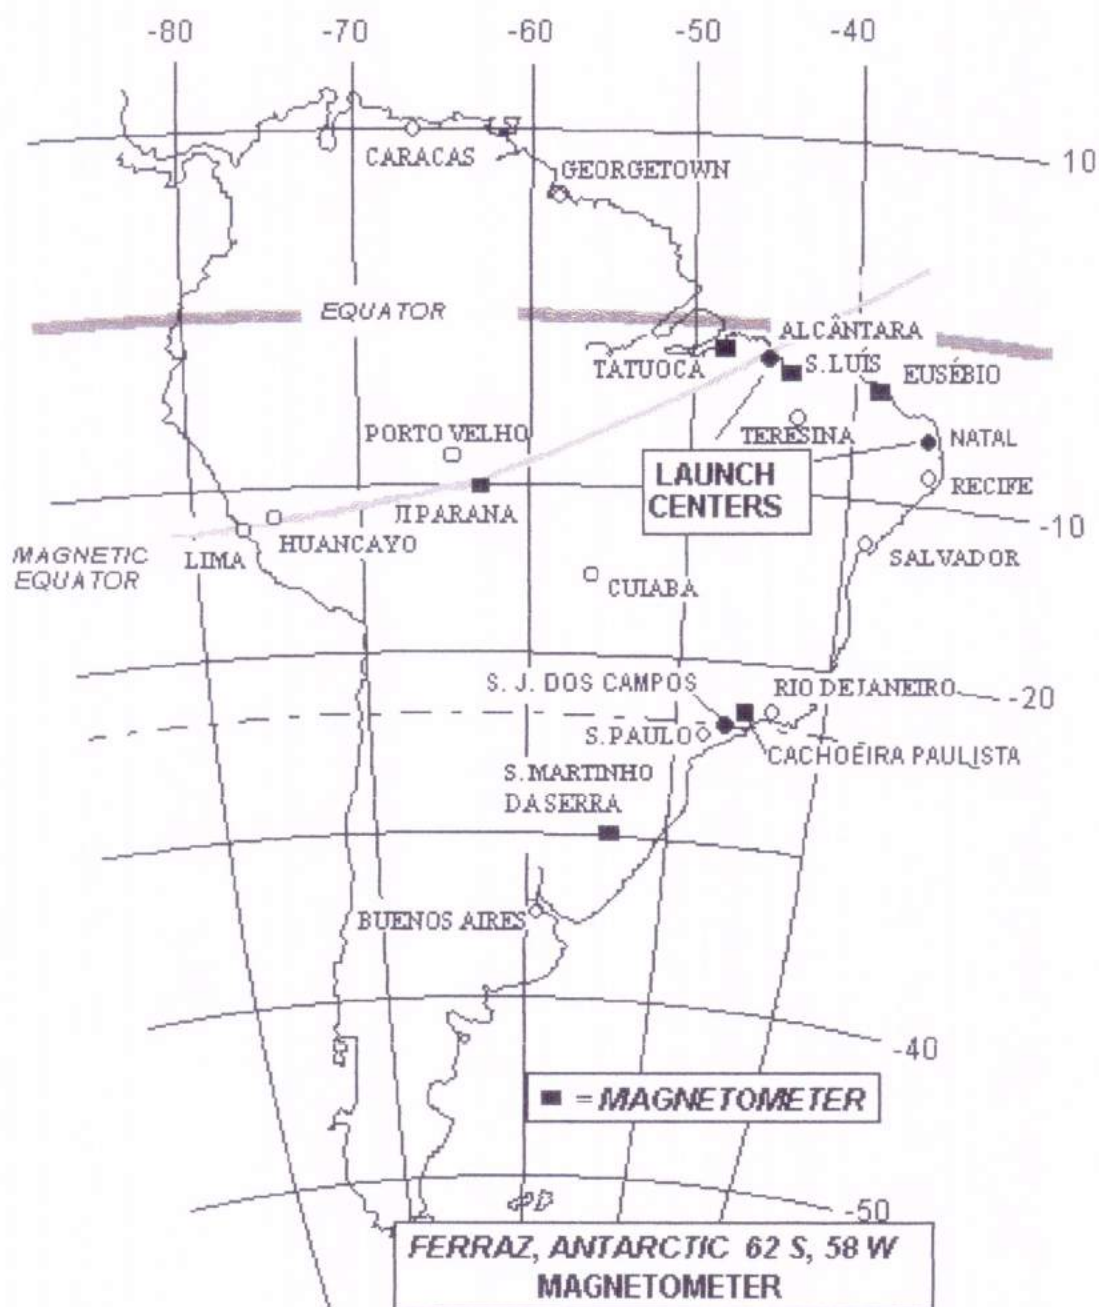 -80 -70 -60 -50 -40
CARACAS
10
GEORGETOWN
EQUATOR
ALCÂNTARA
TATUOCA
S. LUÍS
EUSÉBIO
PORTO VELHO
TERESINA
NATAL
LAUNCH
CENTERS
RECIFE
JIPARANA
-10
HUANCAYO
MAGNETIC
EQUATOR
LIMA
SALVADOR
CUIABA
S. J. DOS CAMPOS
RIO DE JANEIRO
-20
S. PAULO
CACHOEIRA PAULISTA
S. MARTINHO
DA SERRA
BUENOS AIRES
-40
= MAGNETOMETER
-50
FERRAZ, ANTARCTIC 62 S, 58 W
MAGNETOMETER